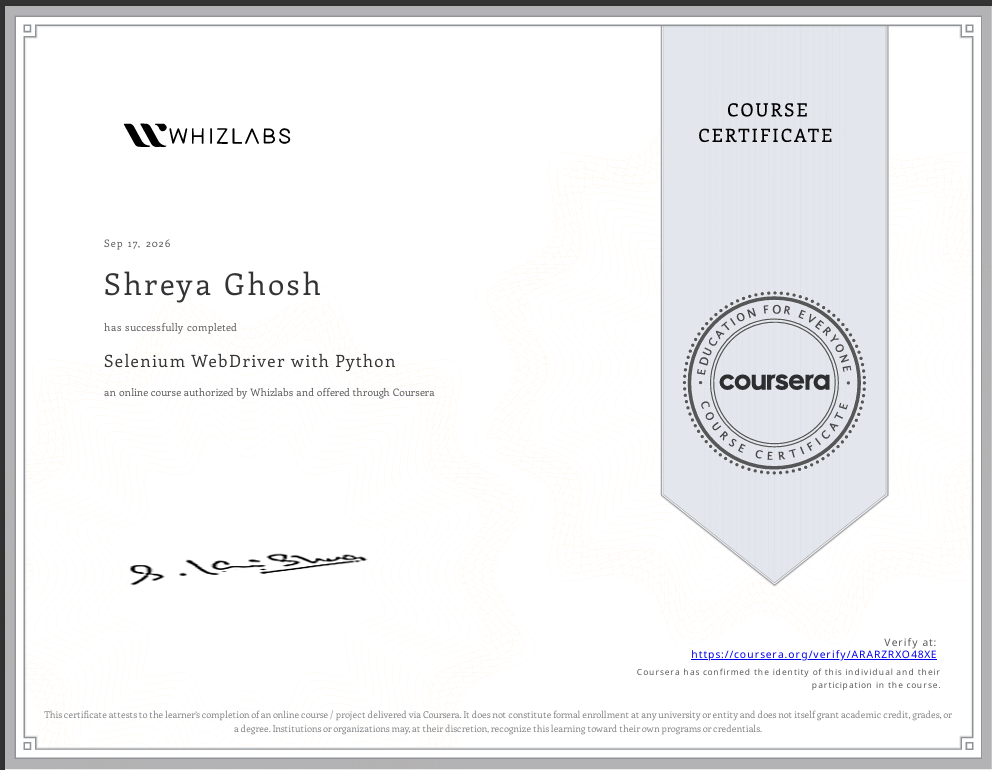 WHIZLABS
COURSE
CERTIFICATE
Sep 17, 2026
Shreya Ghosh
has successfully completed
Selenium WebDriver with Python
an online course authorized by Whizlabs and offered through Coursera
EDUCATION FOR EVERYONE
coursera
COURSE CERTIFICATE
Verify at:
https://coursera.org/verify/ARARZRXO48XE
Coursera has confirmed the identity of this individual and their
participation in the course.
This certificate attests to the learner's completion of an online course / project delivered via Coursera. It does not constitute formal enrollment at any university or entity and does not itself grant academic credit, grades, or
a degree. Institutions or organizations may, at their discretion, recognize this learning toward their own programs or credentials.